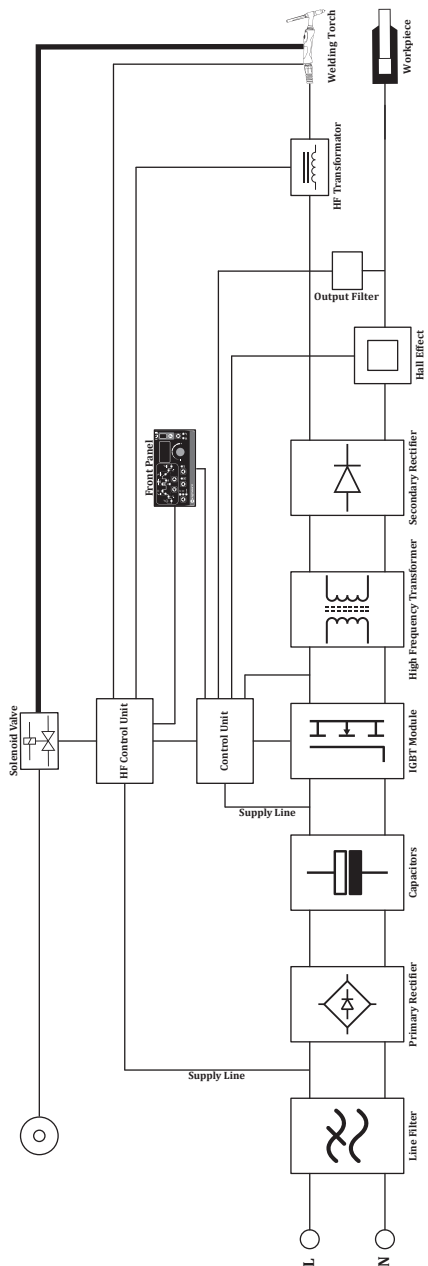 Solenoid Valve
HF Control Unit
Front Panel
Control Unit
Supply Line
Supply Line
L
N
Line Filter
Primary Rectifier
Capacitors
IGBT Module
High Frequency Transformer
Secondary Rectifier
Hall Effect
Output Filter
HF Transformator
Welding Torch
Workpiece